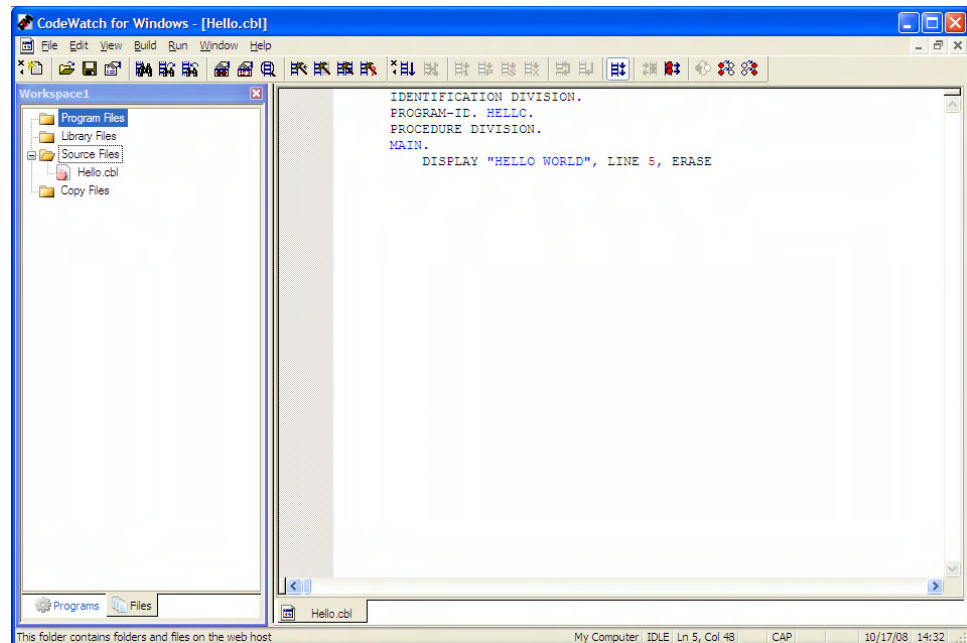 CodeWatch for Windows - [Hello.cbl]
File Edit View Build Run Window Help
Workspace1
Program Files
Library Files
Source Files
Hello.cbl
Copy Files
IDENTIFICATION DIVISION.
PROGRAM-ID. HELLO.
PROCEDURE DIVISION.
MAIN.
DISPLAY "HELLO WORLD", LINE 5, ERASE
Programs Files
Hello.cbl
This folder contains folders and files on the web host My Computer IDLE Ln 5, Col 48 CAP 10/17/08 14:32